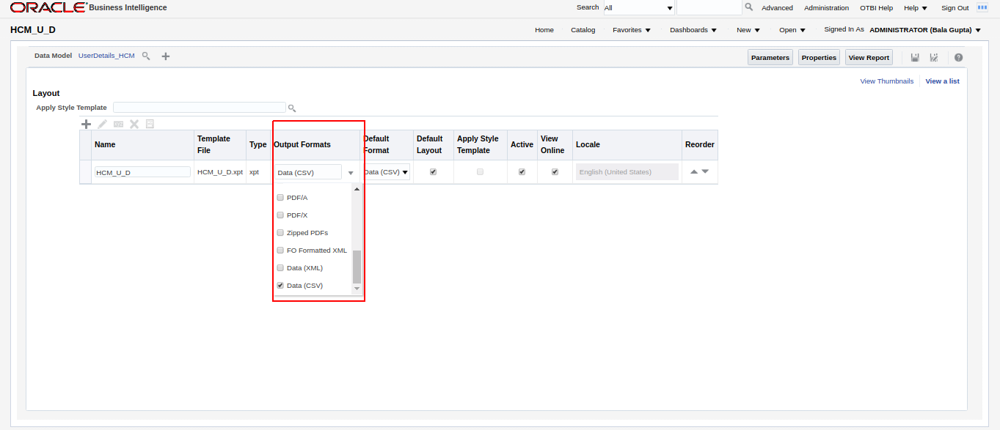 ORACLE Business Intelligence
Search All Advanced Administration OTBI Help Help Sign Out
HCM_U_D
Home Catalog Favorites Dashboards New Open Signed In As ADMINISTRATOR (Bala Gupta)
Data Model UserDetails_HCM
Parameters Properties View Report
View Thumbnails View a list
Layout
Apply Style Template
Name Template File Type Output Formats Default Format Default Layout Apply Style Template Active View Online Locale Reorder
HCM_U_D HCM_U_D.xpt xpt Data (CSV) Data (CSV) English (United States)
PDF/A
PDF/X
Zipped PDFs
FO Formatted XML
Data (XML)
Data (CSV)